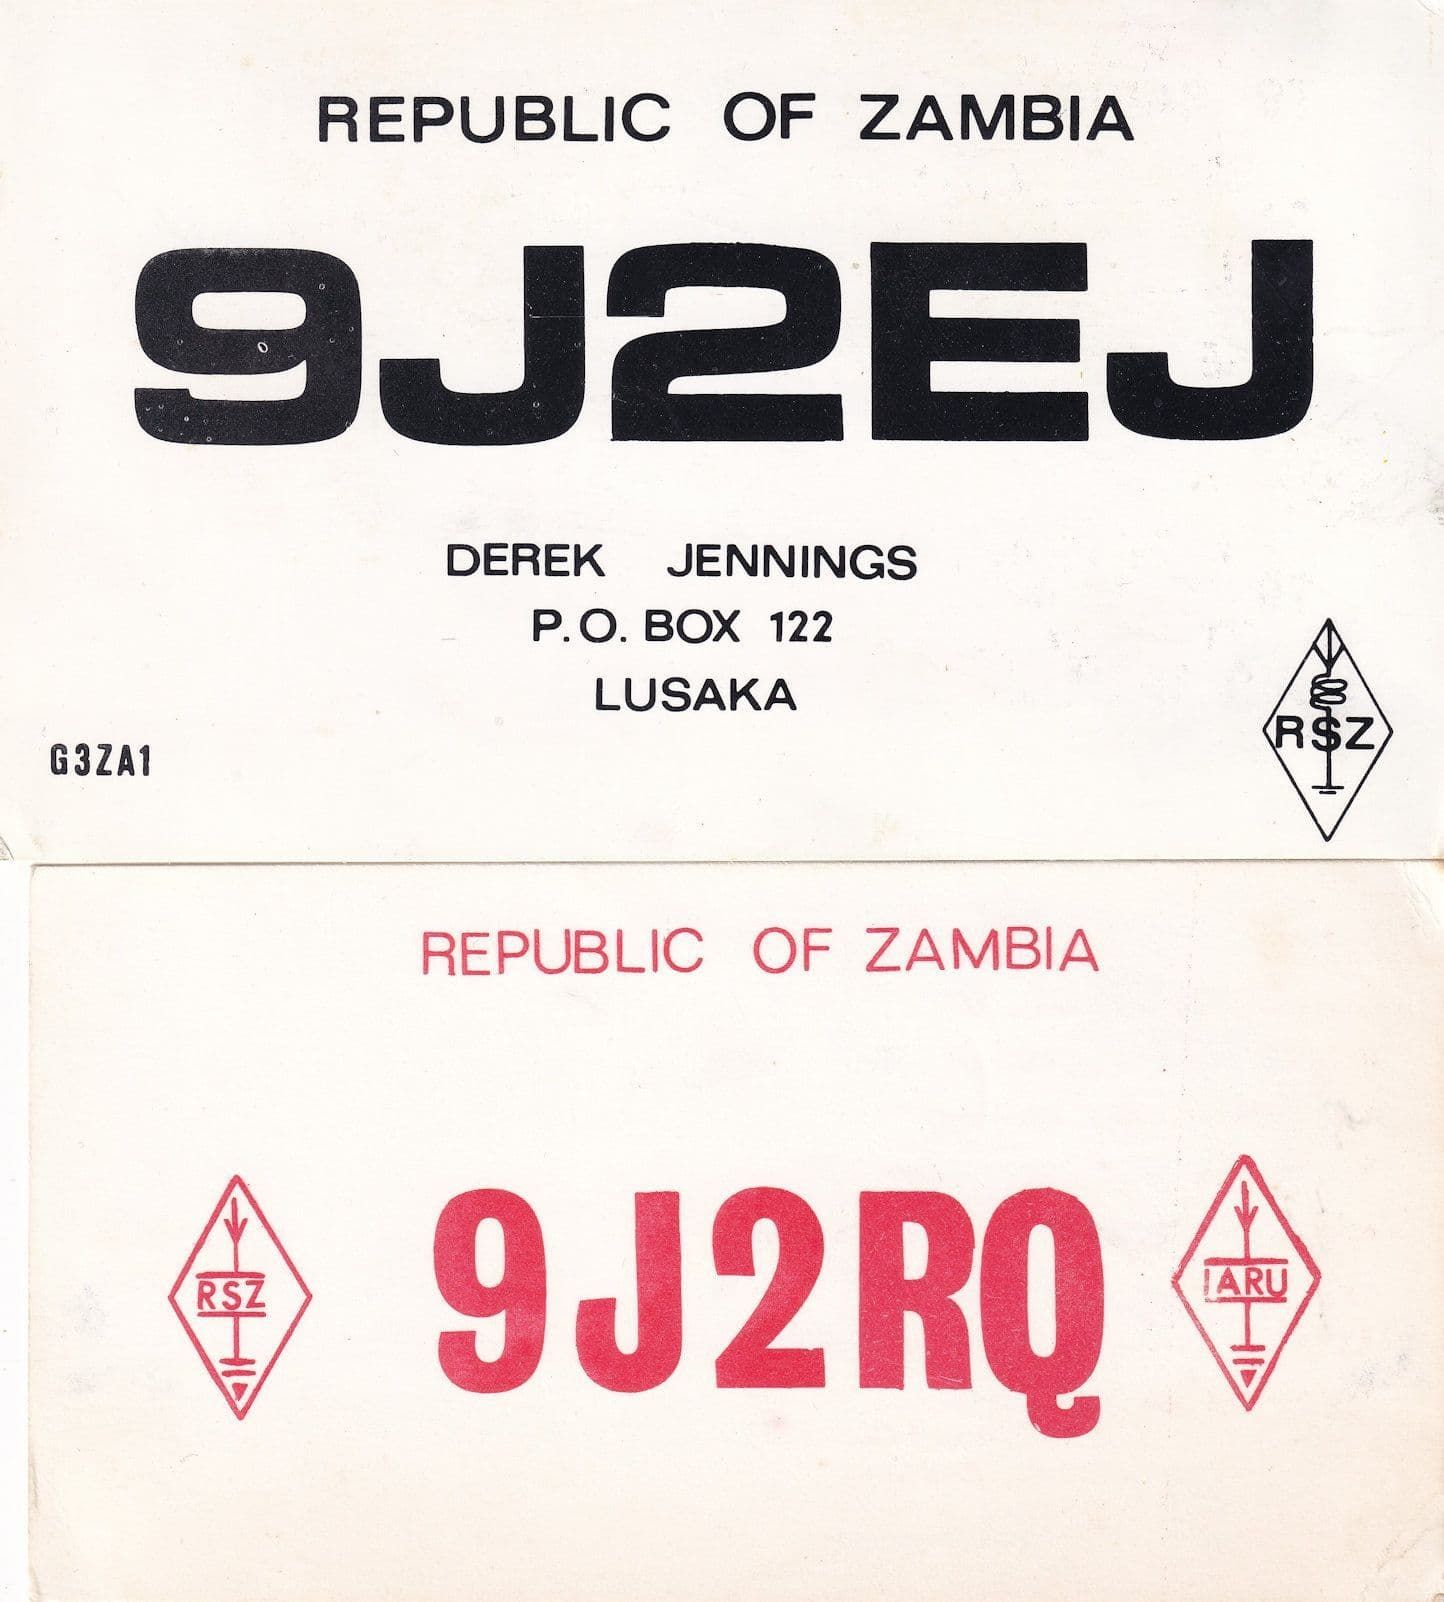 REPUBLIC OF ZAMBIA
9J2EJ
DEREK JENNINGS
P.O. BOX 122
LUSAKA
G3ZA1
RSZ
REPUBLIC OF ZAMBIA
RSZ
9J2RQ
IARU